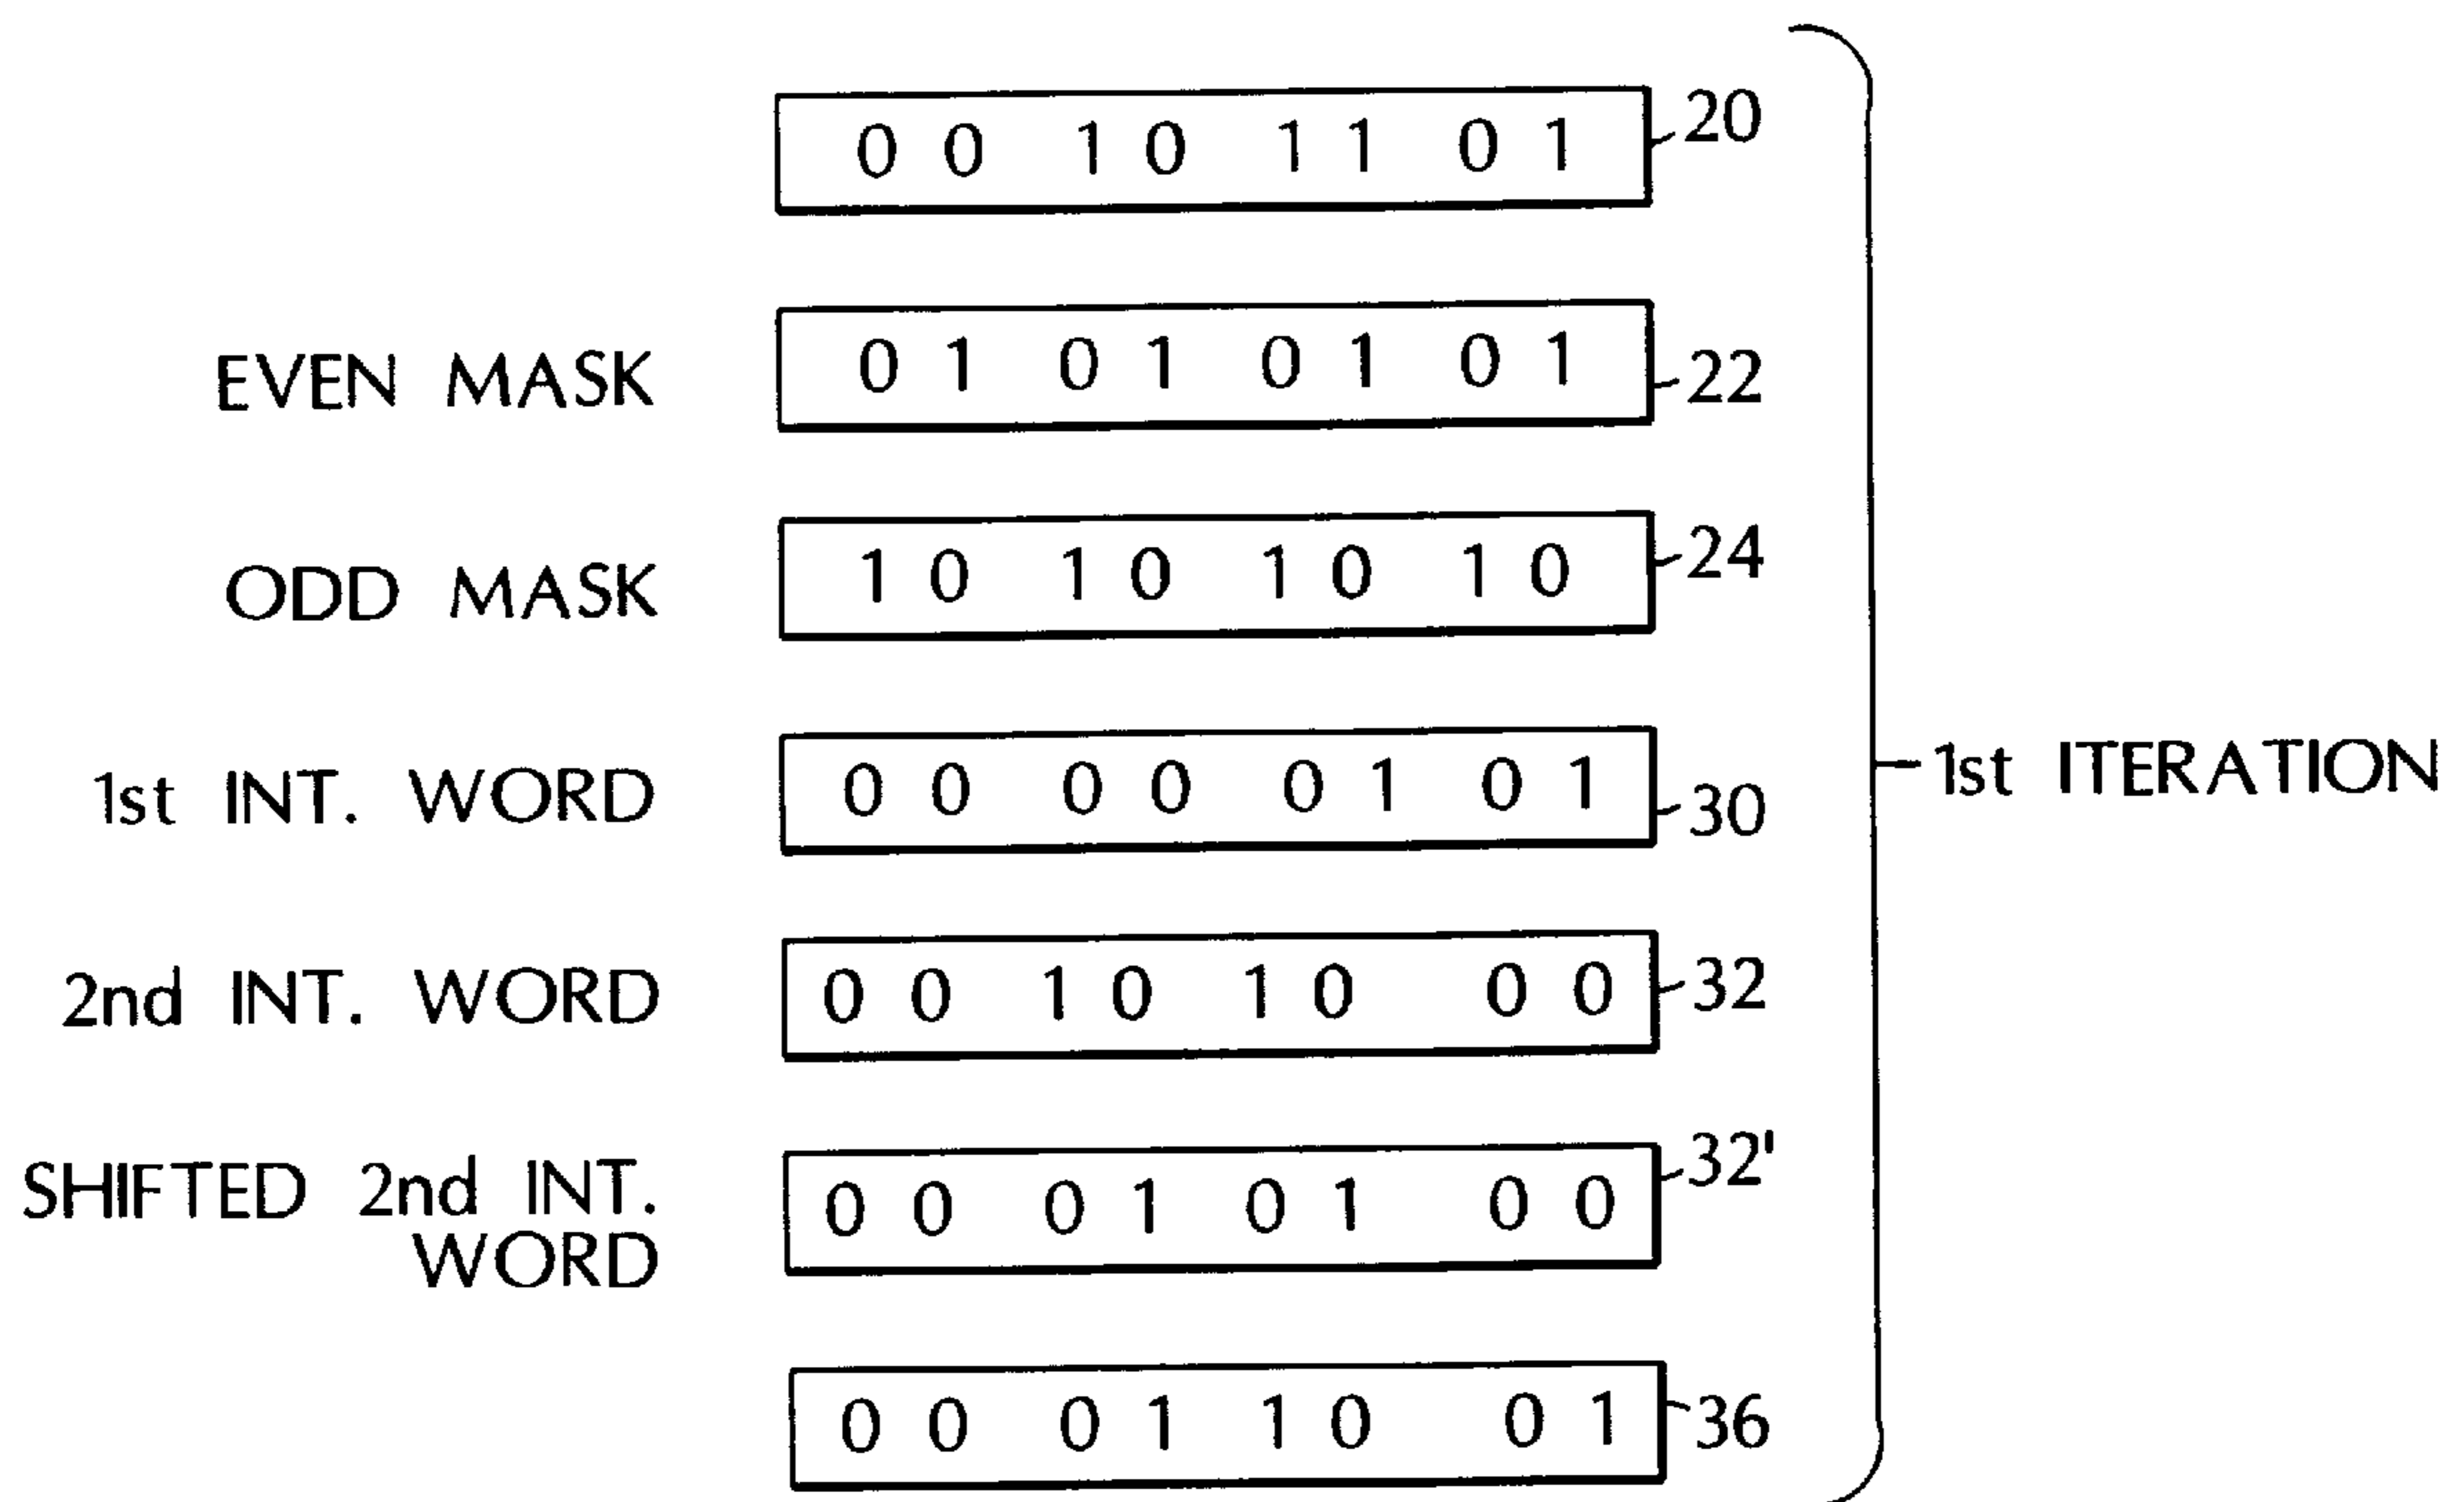 0 0 1 0 1 1 0 1 20
EVEN MASK 0 1 0 1 0 1 0 1 22
ODD MASK 1 0 1 0 1 0 1 0 24
1st INT. WORD 0 0 0 0 0 1 0 1 30
1st ITERATION
2nd INT. WORD 0 0 1 0 1 0 0 0 32
SHIFTED 2nd INT. 0 0 0 1 0 1 0 0 32'
WORD
0 0 0 1 1 0 0 1 36